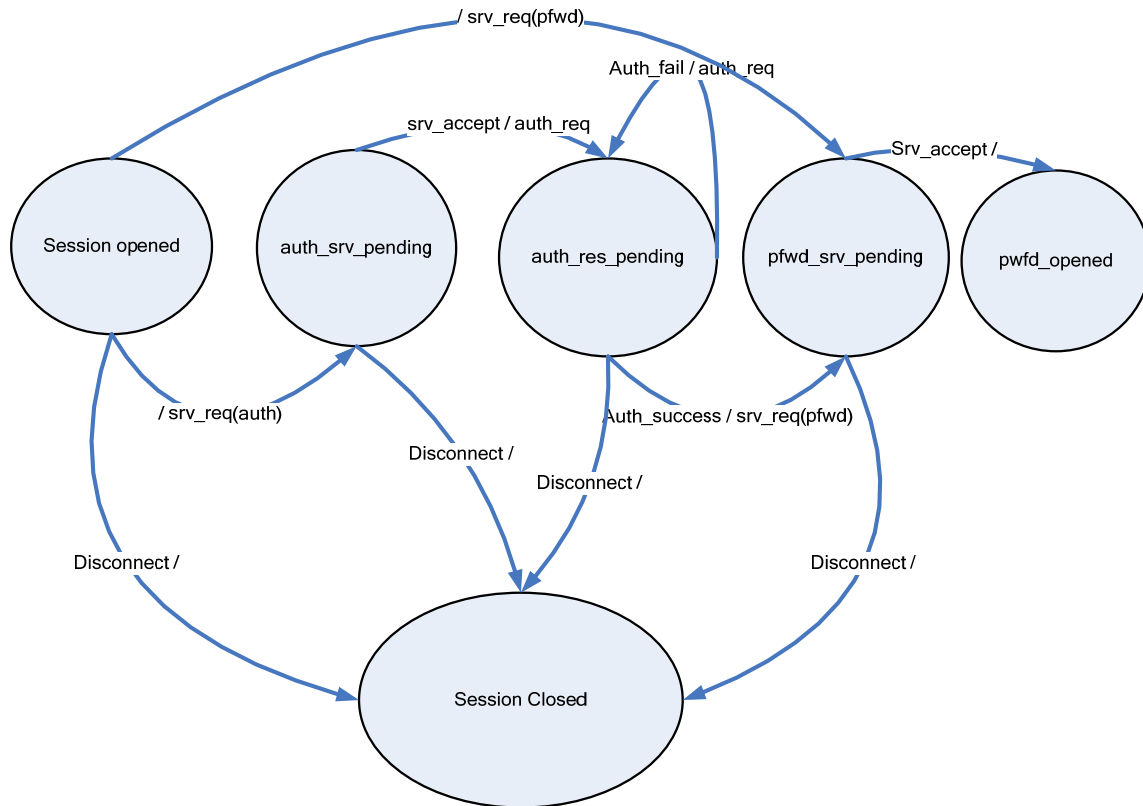 / srv_req(pfwd)
Auth_fail / auth_req
srv_accept / auth_req
Srv_accept /
Session opened
auth_srv_pending
auth_res_pending
pfwd_srv_pending
pwfd_opened
/ srv_req(auth)
Auth_success / srv_req(pfwd)
Disconnect /
Disconnect /
Disconnect /
Disconnect /
Session Closed